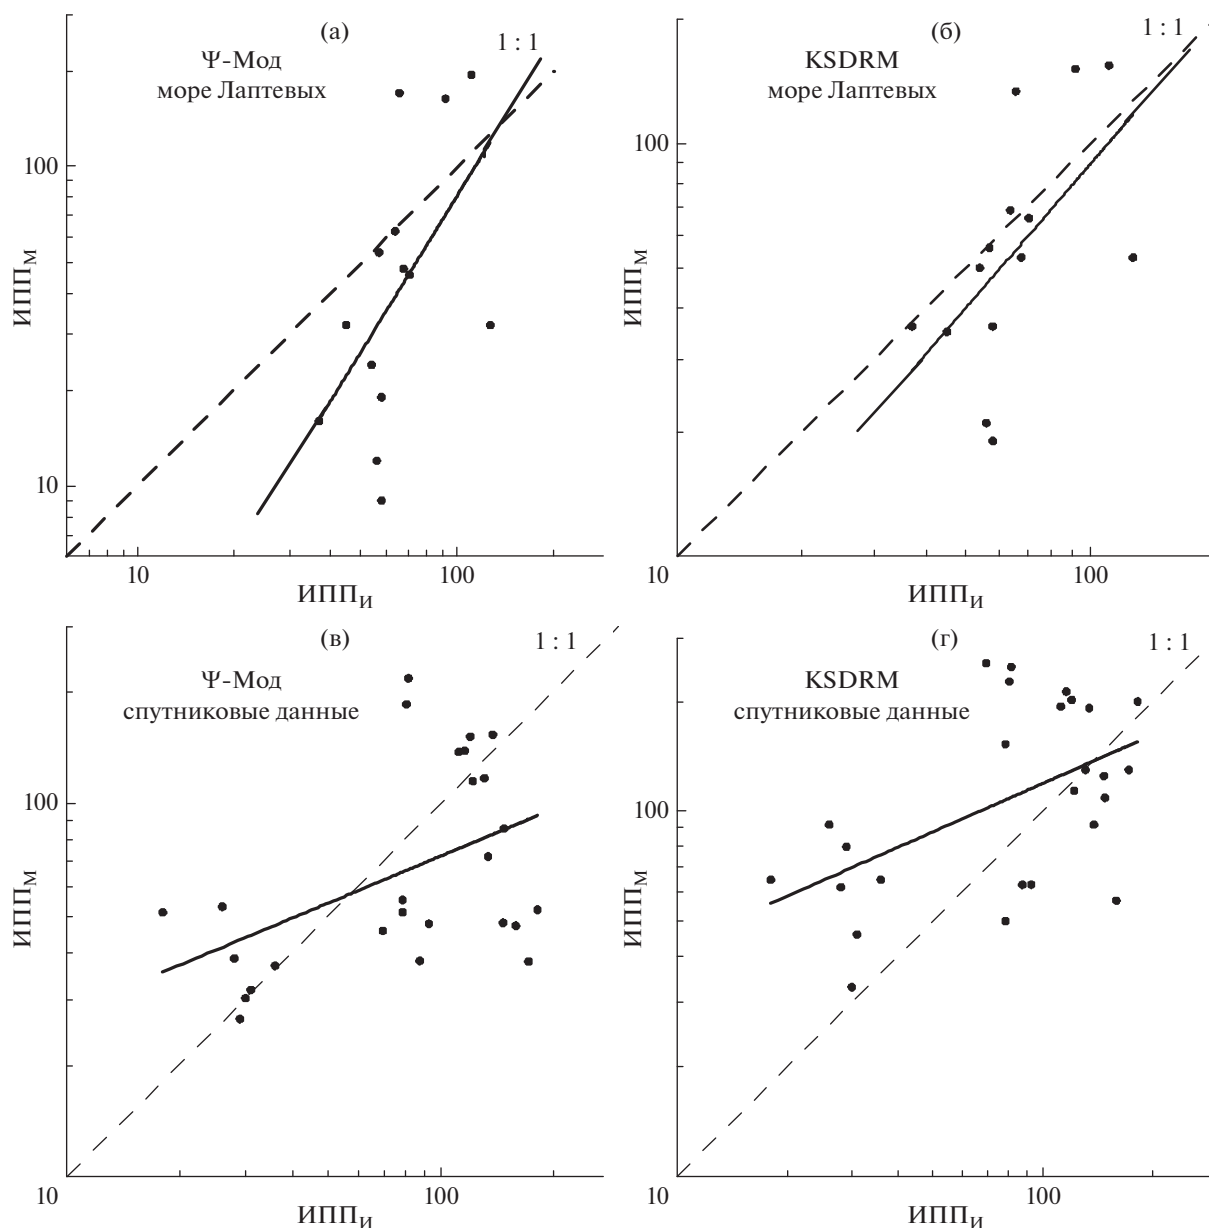 (а)
1 : 1
Ψ-Мод
море Лаптевых
100
10
ИППМ
10
100
ИППИ
(б)
1 : 1
KSDRM
море Лаптевых
100
ИППМ
10
100
ИППИ
(в)
1 : 1
Ψ-Мод
спутниковые данные
100
ИППМ
10
100
ИППИ
(г)
1 : 1
KSDRM
спутниковые данные
100
ИППМ
10
100
ИППИ